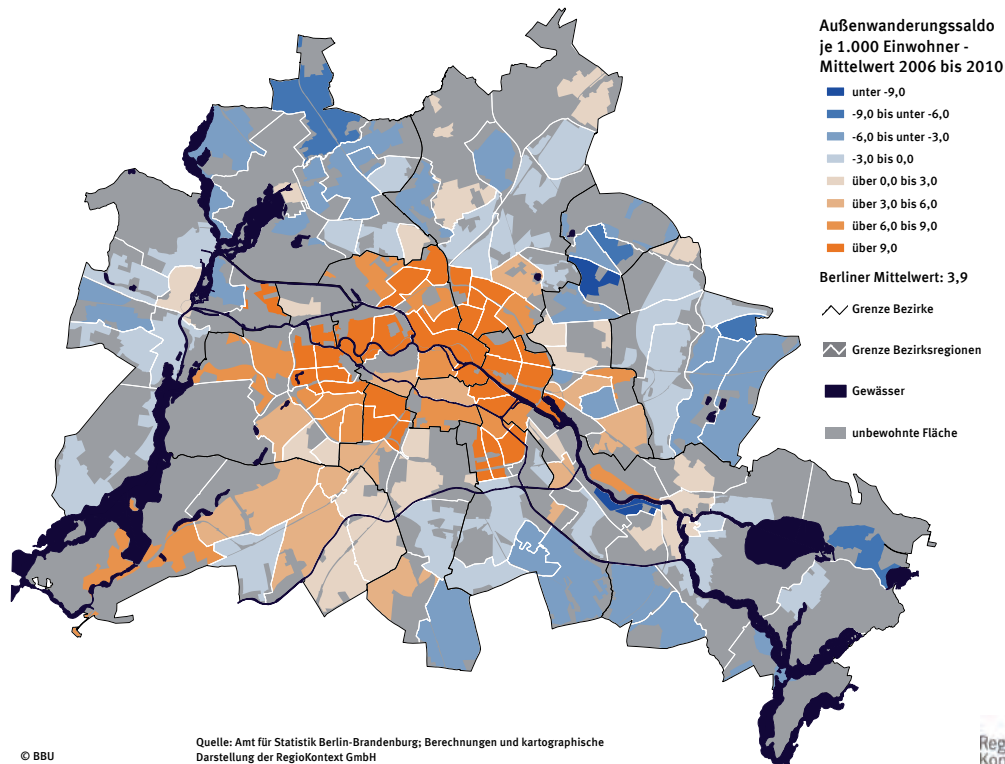 Außenwanderungssaldo
je 1.000 Einwohner -
Mittelwert 2006 bis 2010
unter -9,0
-9,0 bis unter -6,0
-6,0 bis unter -3,0
-3,0 bis 0,0
über 0,0 bis 3,0
über 3,0 bis 6,0
über 6,0 bis 9,0
über 9,0
Berliner Mittelwert: 3,9
Grenze Bezirke
Grenze Bezirksregionen
Gewässer
unbewohnte Fläche
© BBU
Quelle: Amt für Statistik Berlin-Brandenburg; Berechnungen und kartographische
Darstellung der RegioKontext GmbH
Reg
Kon